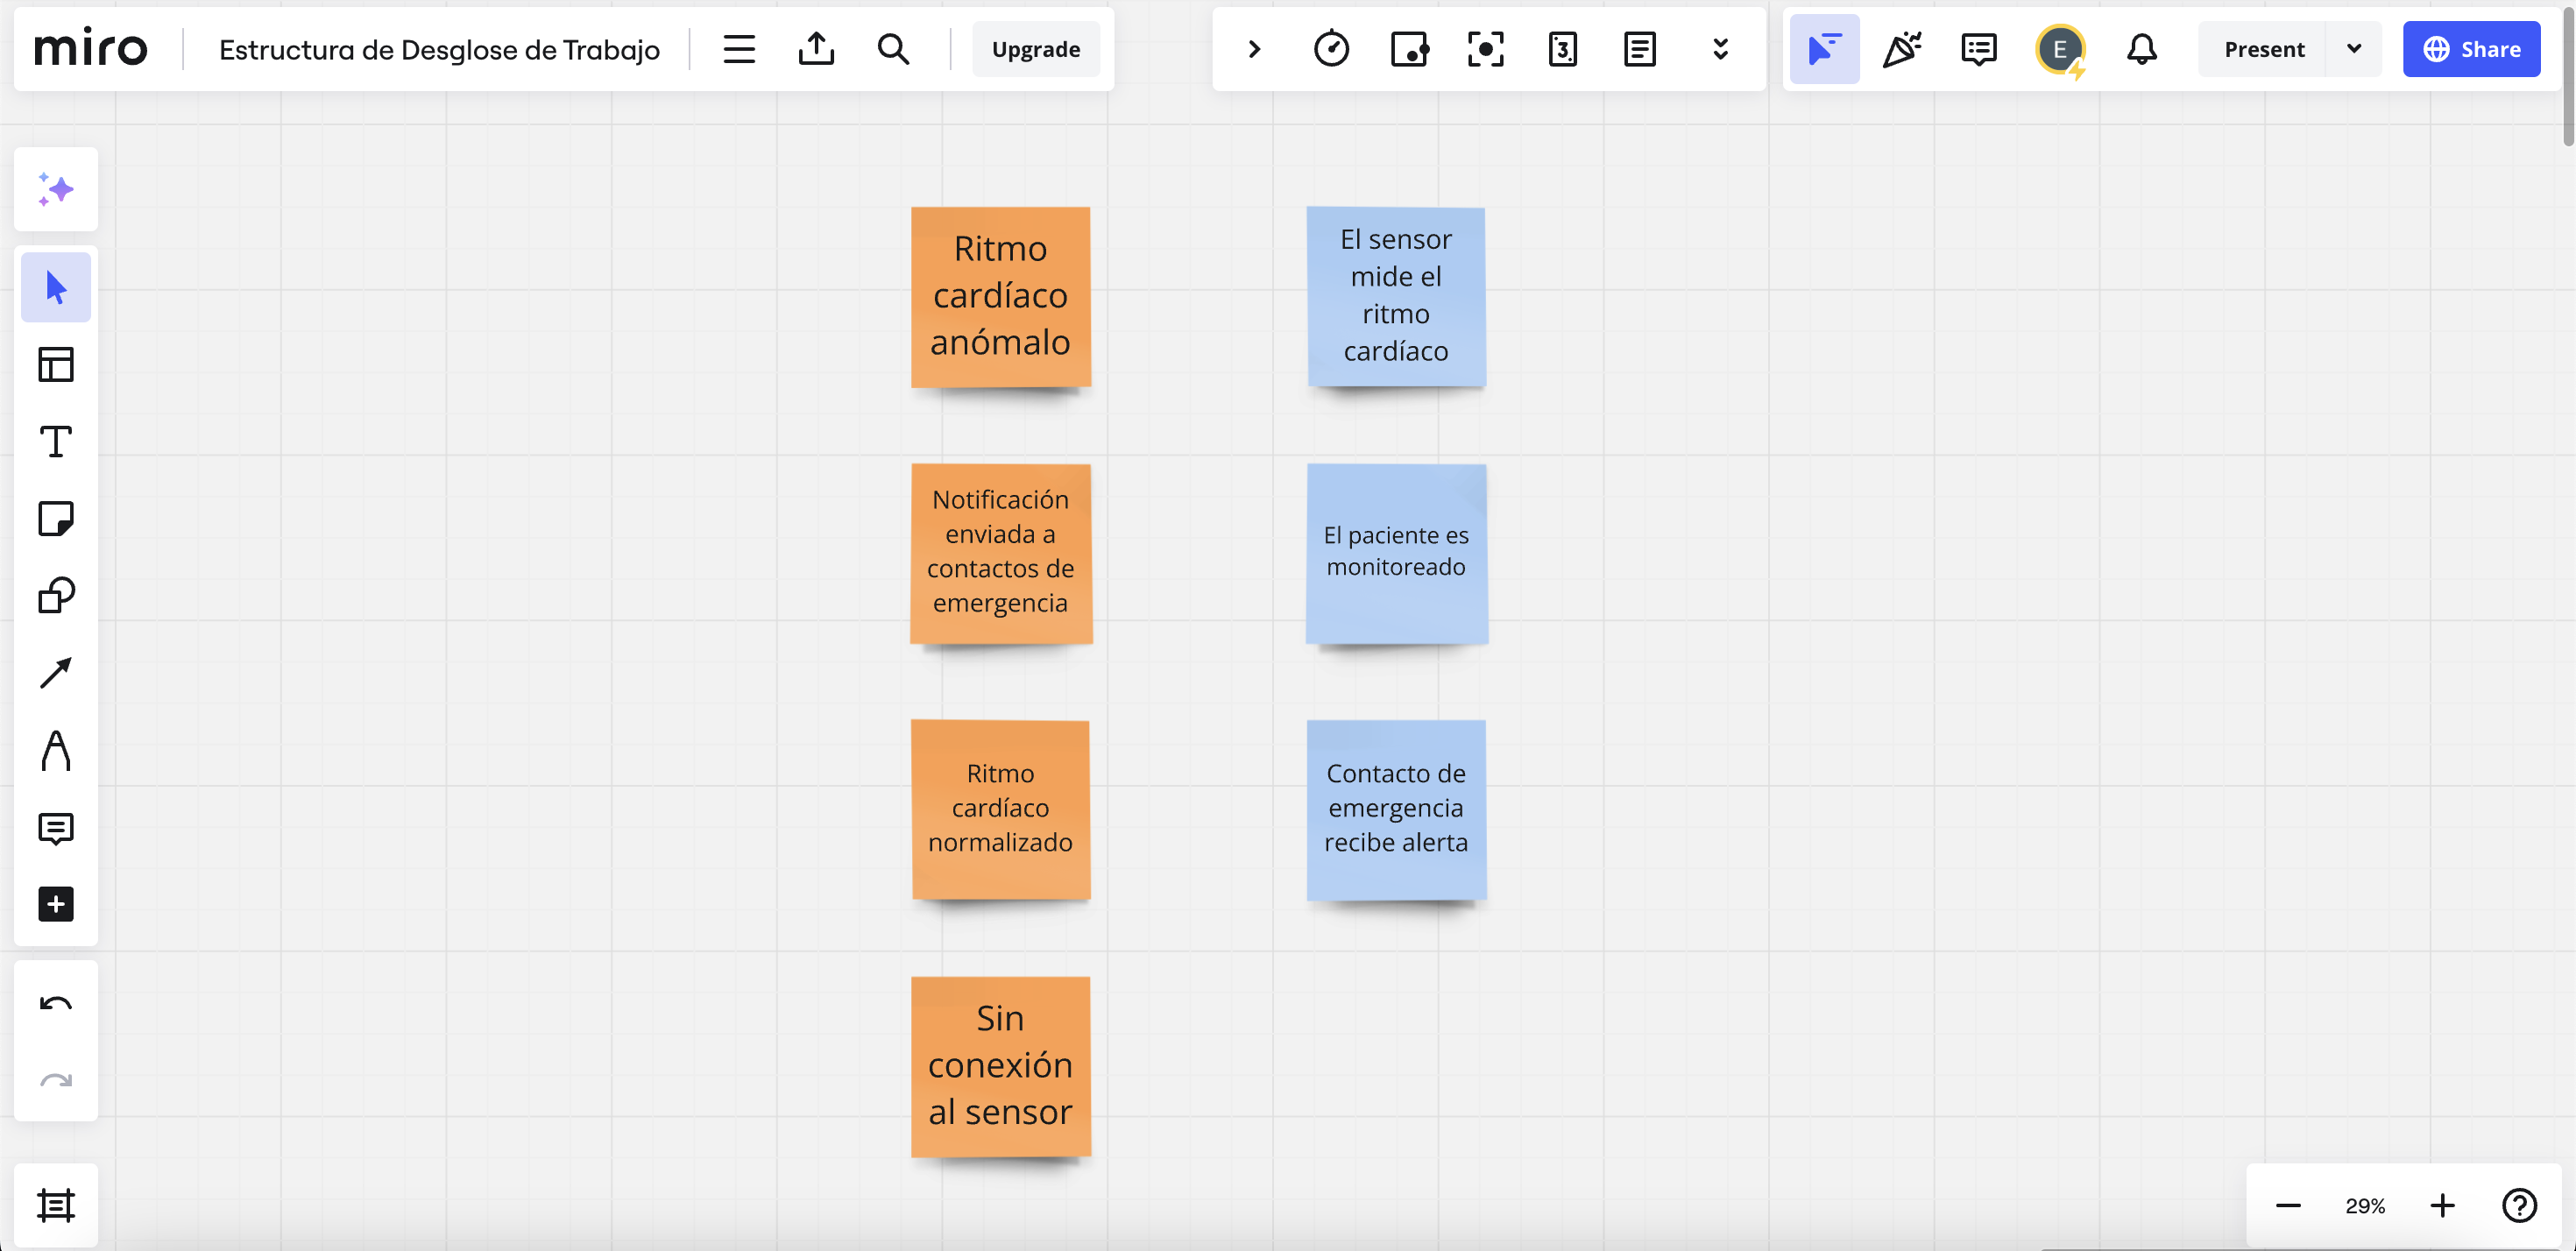 miro
Estructura de Desglose de Trabajo
Upgrade
3
E
Present
Share
Ritmo
cardíaco
anómalo
El sensor
mide el
ritmo
cardíaco
Notificación
enviada a
contactos de
emergencia
El paciente es
monitoreado
Ritmo
cardíaco
normalizado
Contacto de
emergencia
recibe alerta
Sin
conexión
al sensor
29%